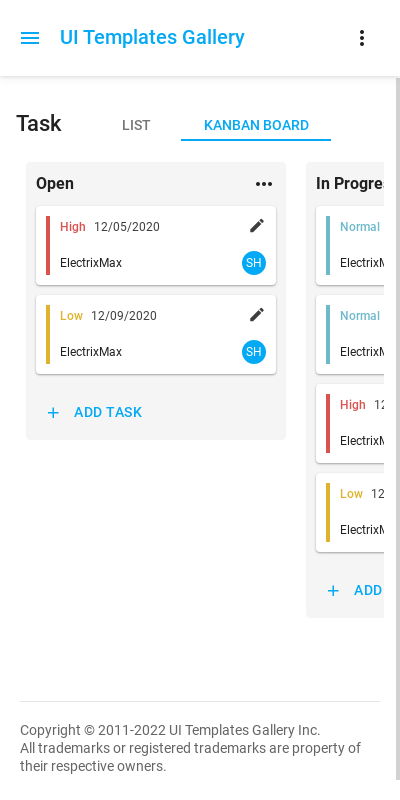 UI Templates Gallery
Task
LIST
KANBAN BOARD
Open
High 12/05/2020
ElectrixMax
SH
Low 12/09/2020
ElectrixMax
SH
ADD TASK
In Progre
Normal
Electrix
Normal
Electrix
High 12
Electrix
Low 12
Electrix
ADD
Copyright © 2011-2022 UI Templates Gallery Inc.
All trademarks or registered trademarks are property of
their respective owners.